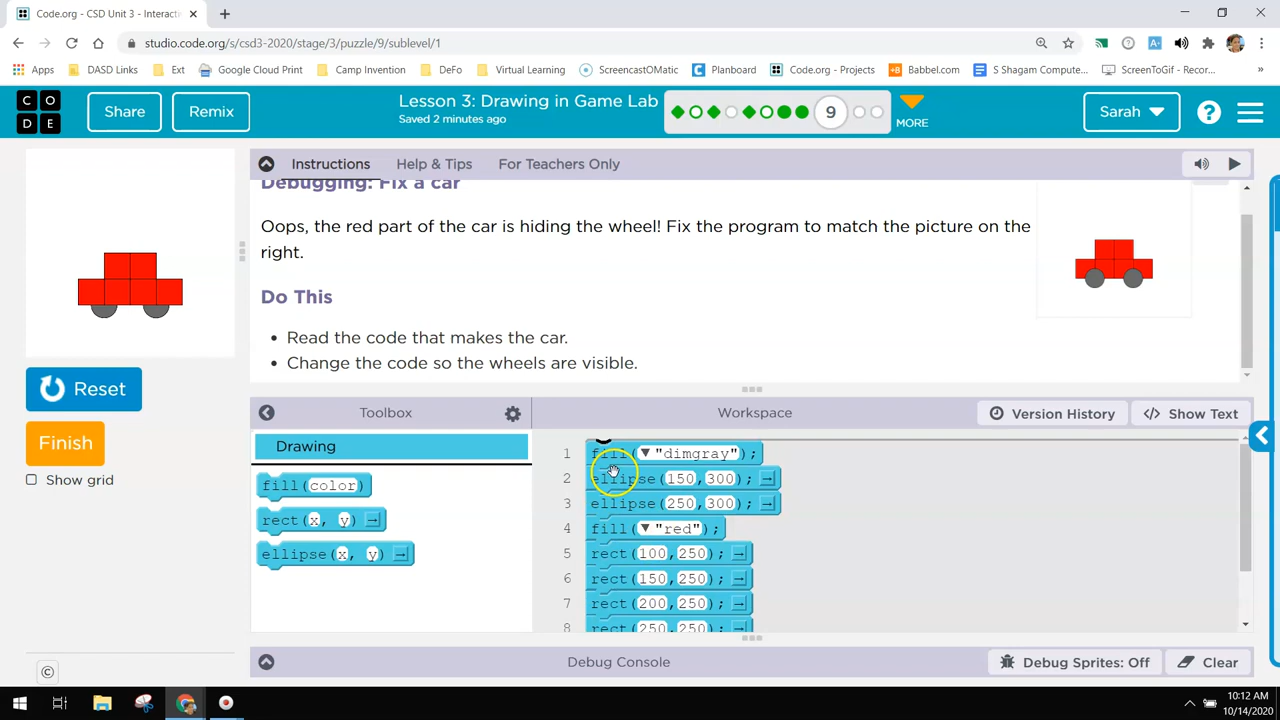 Code.org - CSD Unit 3 - Interacti
studio.code.org/s/csd3-2020/stage/3/puzzle/9/sublevel/1
Apps DASD Links Ext Google Cloud Print Camp Invention DeFo Virtual Learning ScreencastOMatic Planboard Code.org - Projects Babbel.com S Shagam Compute... ScreenToGif - Recor...
C O D E
Share
Remix
Lesson 3: Drawing in Game Lab
Saved 2 minutes ago
9
MORE
Sarah
Instructions Help & Tips For Teachers Only
Debugging: Fix a car
Oops, the red part of the car is hiding the wheel! Fix the program to match the picture on the
right.
Do This
• Read the code that makes the car.
• Change the code so the wheels are visible.
Reset
Finish
Show grid
Toolbox
Workspace
Version History
Show Text
Drawing
fill(color)
rect(x, y)
ellipse(x, y)
1 fill("dimgray");
2 ellipse(150,300);
3 ellipse(250,300);
4 fill("red");
5 rect(100,250);
6 rect(150,250);
7 rect(200,250);
8 rect(250,250);
Debug Console
Debug Sprites: Off
Clear
10:12 AM
10/14/2020